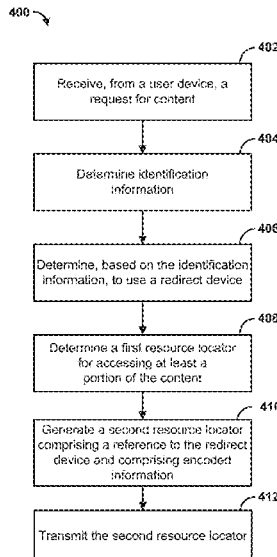 400
402
Receive, from a user device, a
request for content
404
Determine identification
information
406
Determine, based on the identification
information, to use a redirect device
408
Determine a first resource locator
for accessing at least a
portion of the content
410
Generate a second resource locator
comprising a reference to the redirect
device and comprising encoded
information
412
Transmit the second resource locator